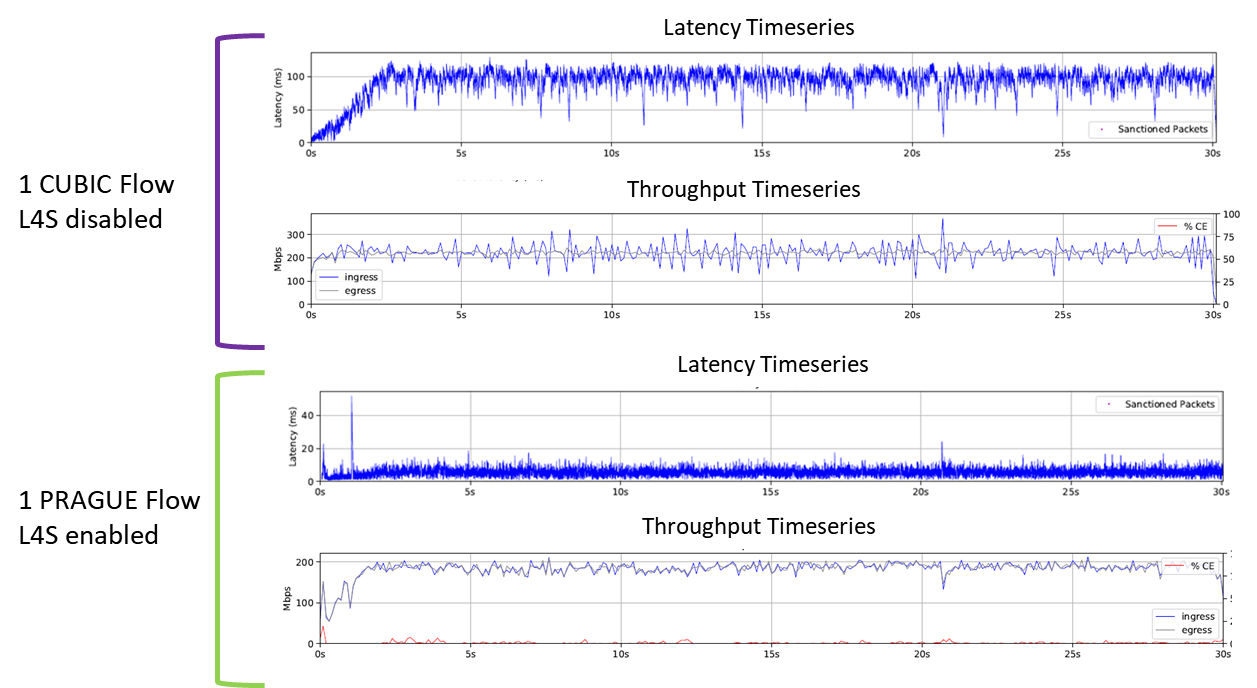 Latency Timeseries
100
50
0
Latency (ms)
Sanctioned Packets
0s 5s 10s 15s 20s 25s 30s
1 CUBIC Flow
L4S disabled
Throughput Timeseries
300
200
100
0
Mbps
% CE
ingress
egress
100
75
50
25
0
0s 5s 10s 15s 20s 25s 30s
Latency Timeseries
40
20
0
Latency (ms)
Sanctioned Packets
0s 5s 10s 15s 20s 25s 30s
1 PRAGUE Flow
L4S enabled
Throughput Timeseries
200
100
0
Mbps
% CE
ingress
egress
0s 5s 10s 15s 20s 25s 30s